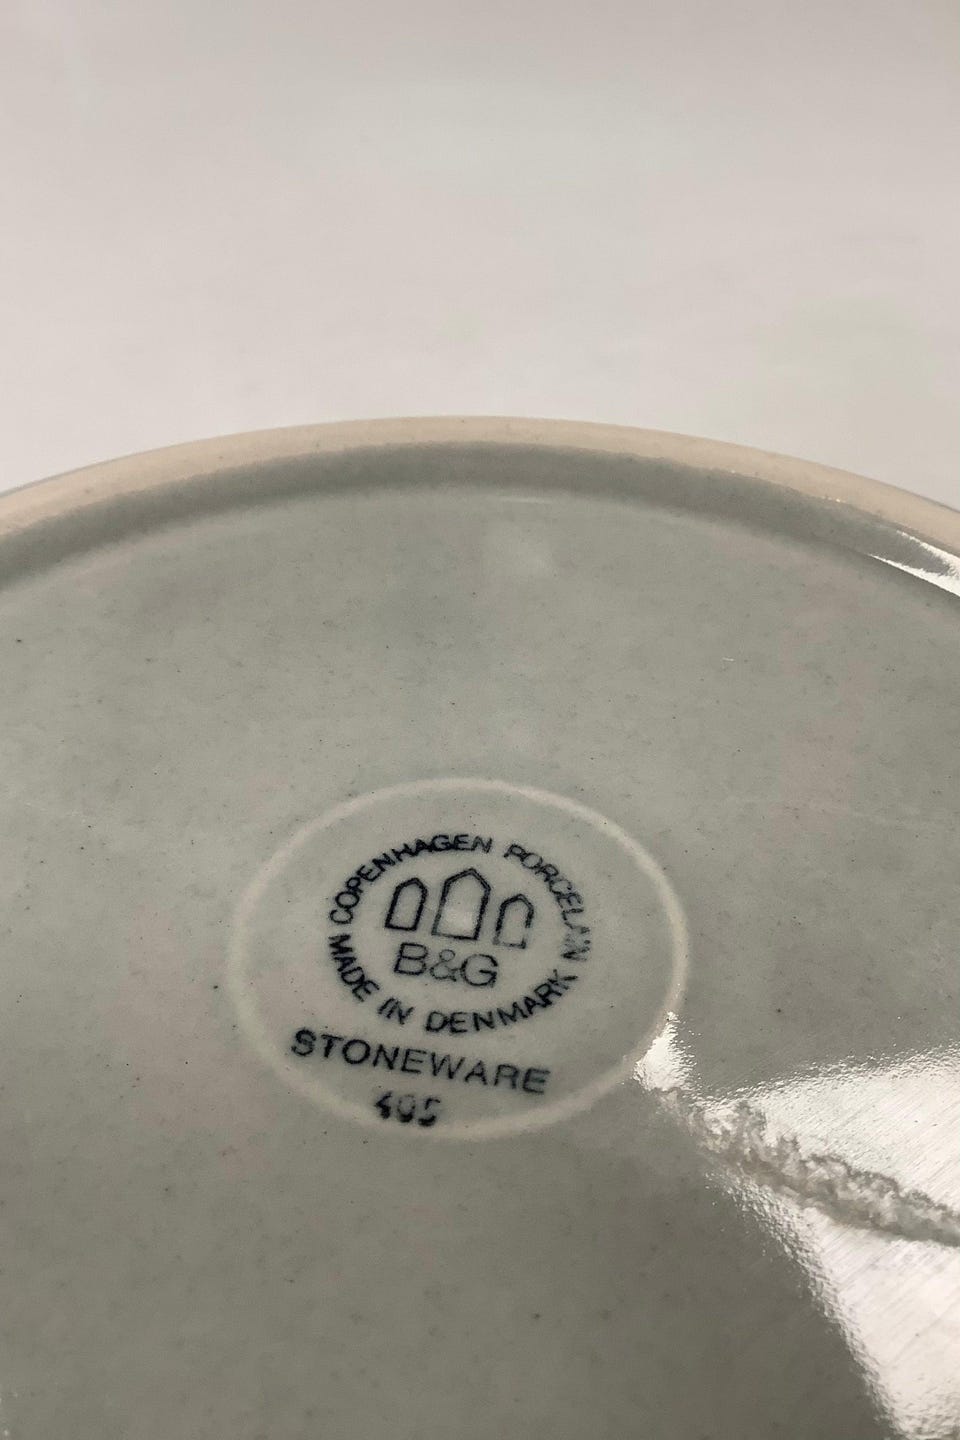 COPENHAGEN PORCELAIN
B&G
MADE IN DENMARK
STONEWARE
495